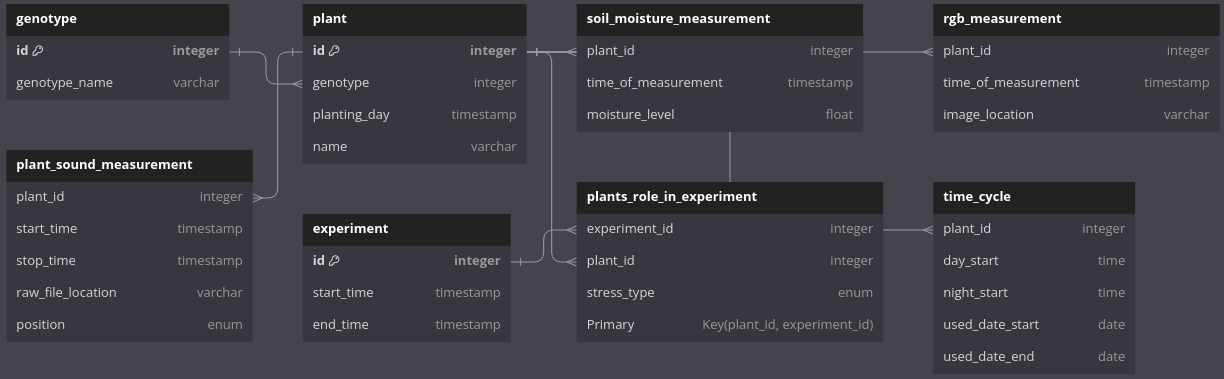 genotype
id integer
genotype_name varchar
plant
id integer
genotype integer
planting_day timestamp
name varchar
soil_moisture_measurement
plant_id integer
time_of_measurement timestamp
moisture_level float
rgb_measurement
plant_id integer
time_of_measurement timestamp
image_location varchar
plant_sound_measurement
plant_id integer
start_time timestamp
stop_time timestamp
raw_file_location varchar
position enum
experiment
id integer
start_time timestamp
end_time timestamp
plants_role_in_experiment
experiment_id integer
plant_id integer
stress_type enum
Primary Key(plant_id, experiment_id)
time_cycle
plant_id integer
day_start time
night_start time
used_date_start date
used_date_end date